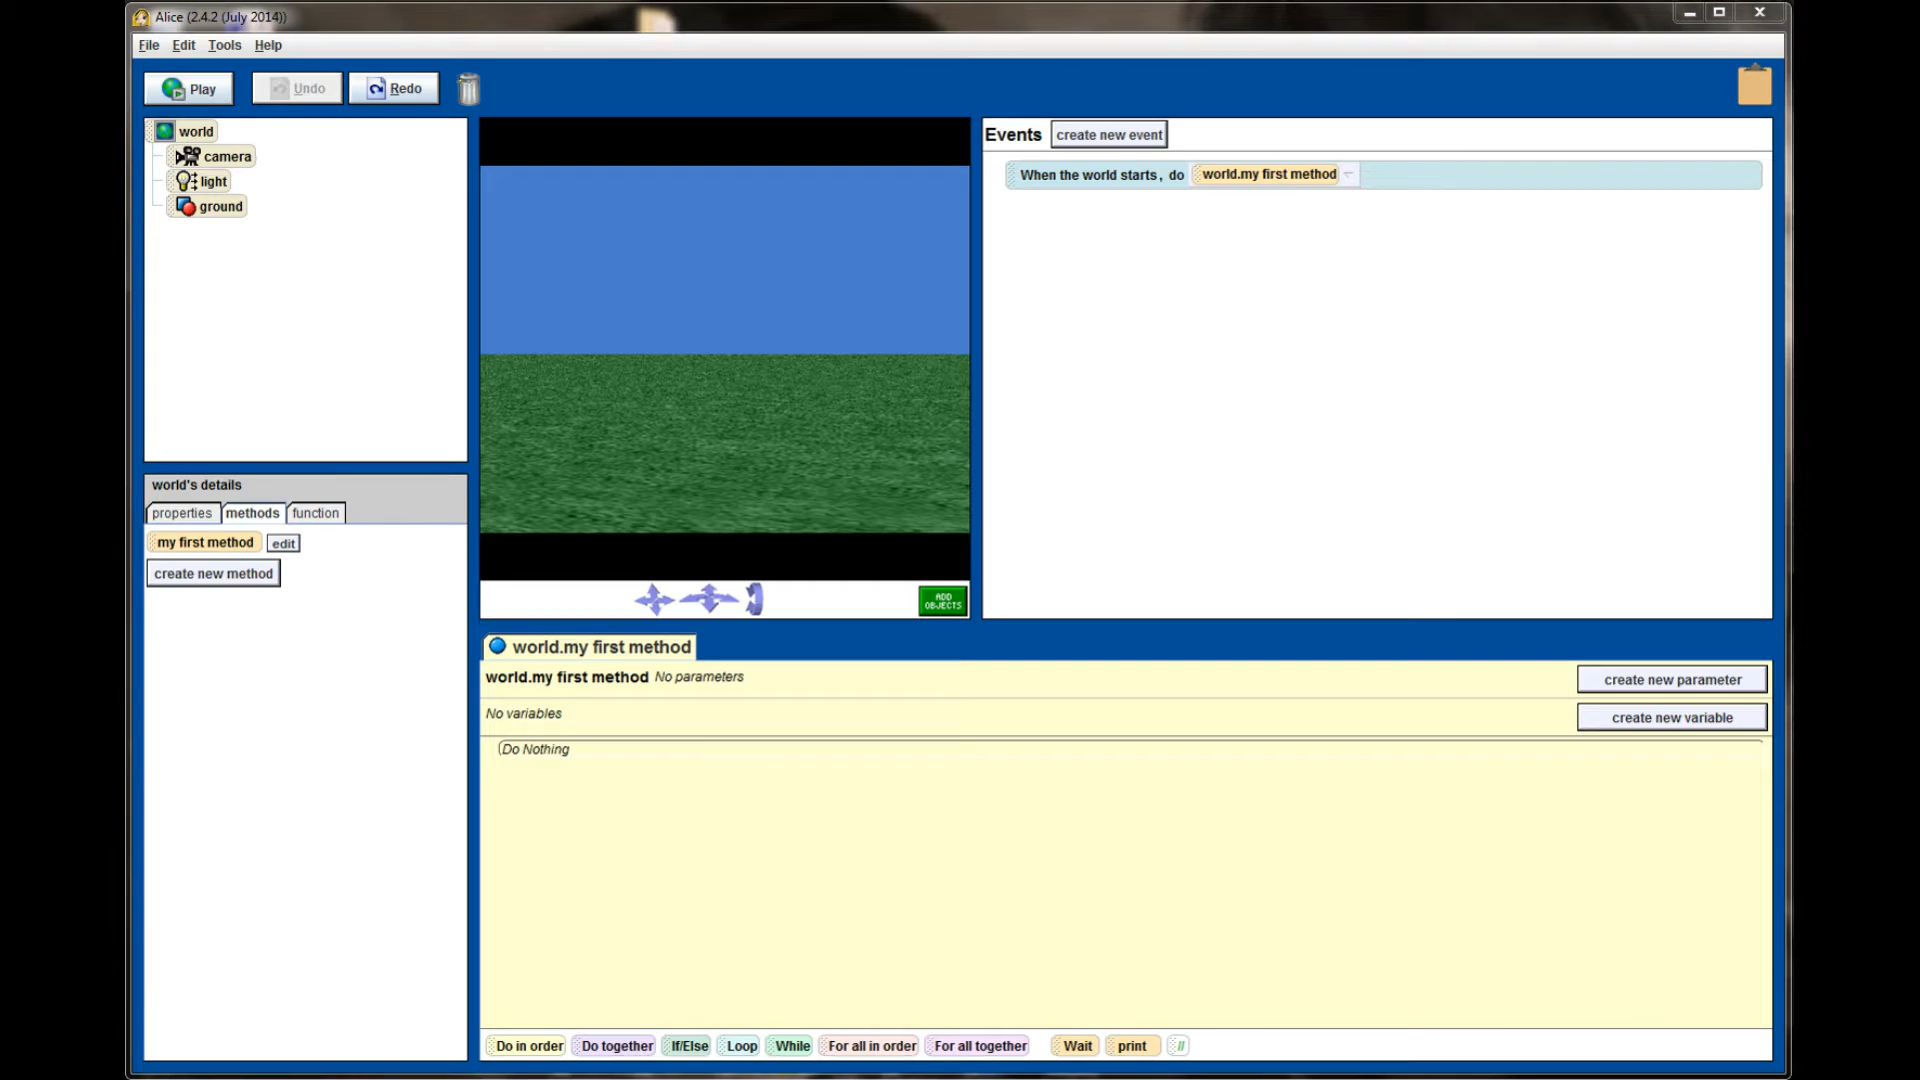 Alice (2.4.2 (July 2014))
File Edit Tools Help
Play Undo Redo
world
camera
light
ground
Events create new event
When the world starts, do world.my first method
world's details
properties methods function
my first method edit
create new method
ADD OBJECTS
world.my first method
world.my first method No parameters create new parameter
No variables create new variable
Do Nothing
Do in order Do together If/Else Loop While For all in order For all together Wait print //